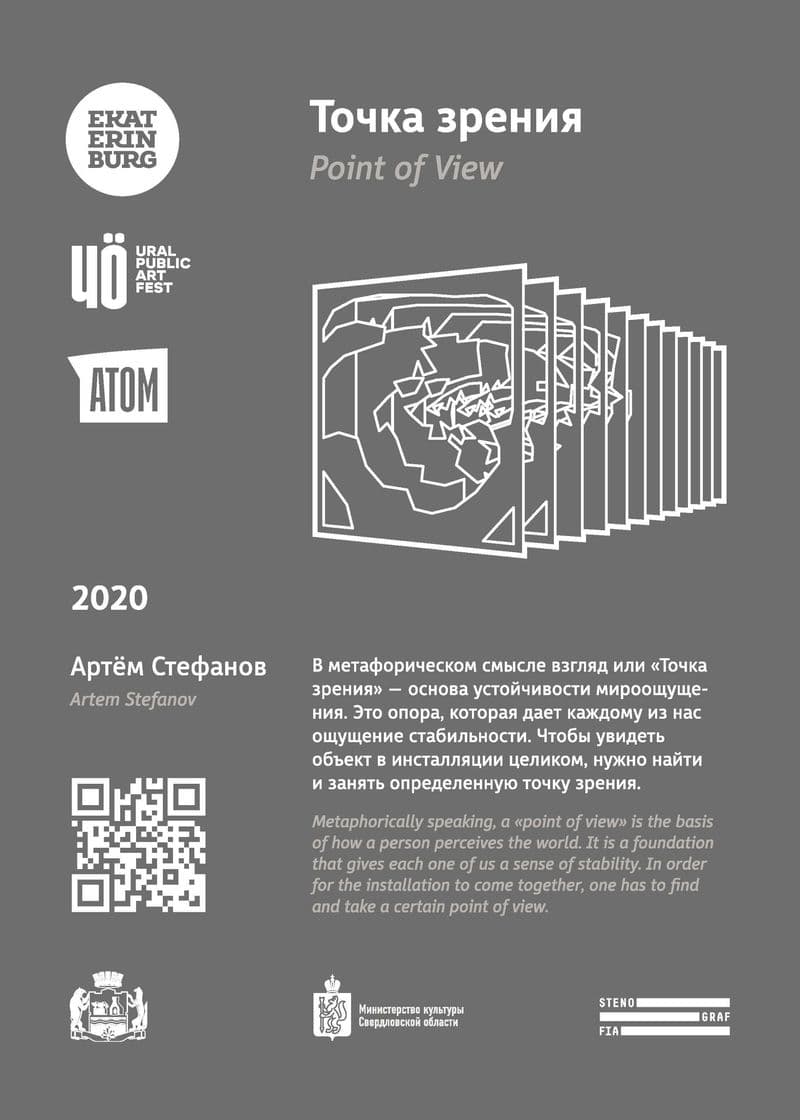 EKAT
ERIN
BURG
ЧÖ
URAL
PUBLIC
ART
FEST
ATOM
Точка зрения
Point of View
2020
Артём Стефанов
Artem Stefanov
В метафорическом смысле взгляд или «Точка
зрения» — основа устойчивости мироощуще-
ния. Это опора, которая дает каждому из нас
ощущение стабильности. Чтобы увидеть
объект в инсталляции целиком, нужно найти
и занять определенную точку зрения.
Metaphorically speaking, a «point of view» is the basis
of how a person perceives the world. It is a foundation
that gives each one of us a sense of stability. In order
for the installation to come together, one has to find
and take a certain point of view.
Министерство культуры
Свердловской области
STENO
GRAF
FIA